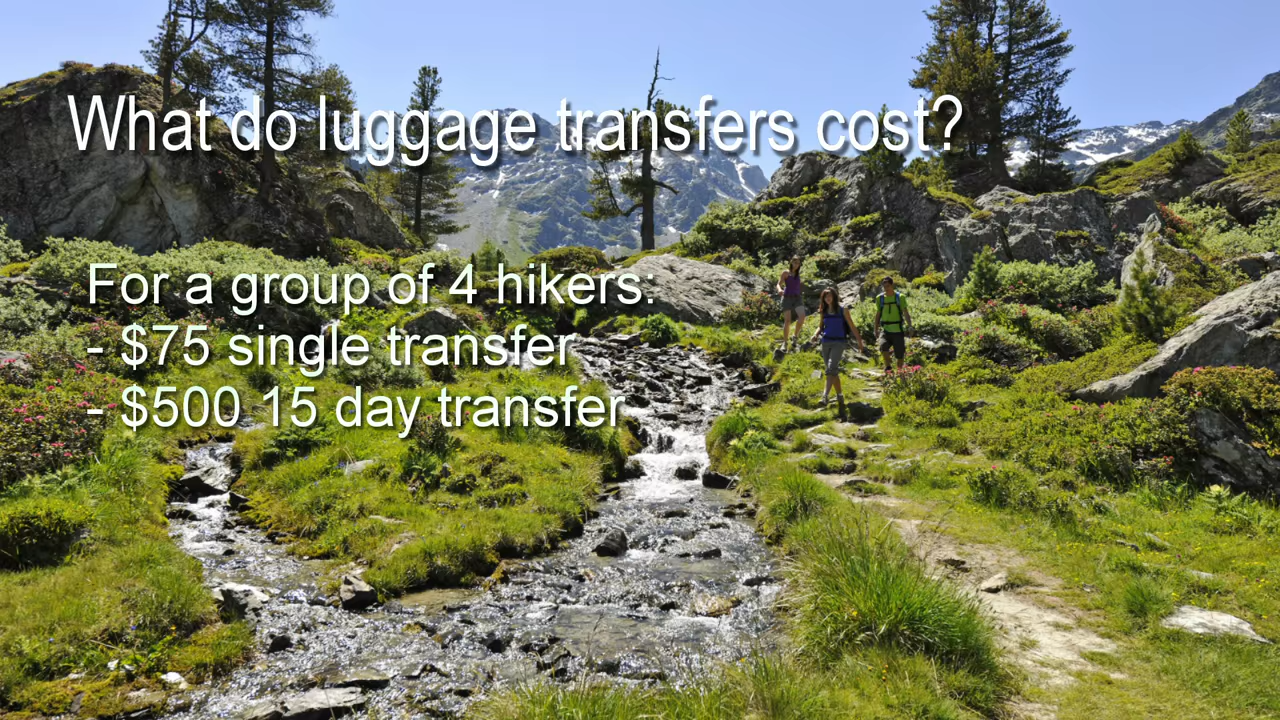 What do luggage transfers cost?
For a group of 4 hikers:
- $75 single transfer
- $500 15 day transfer